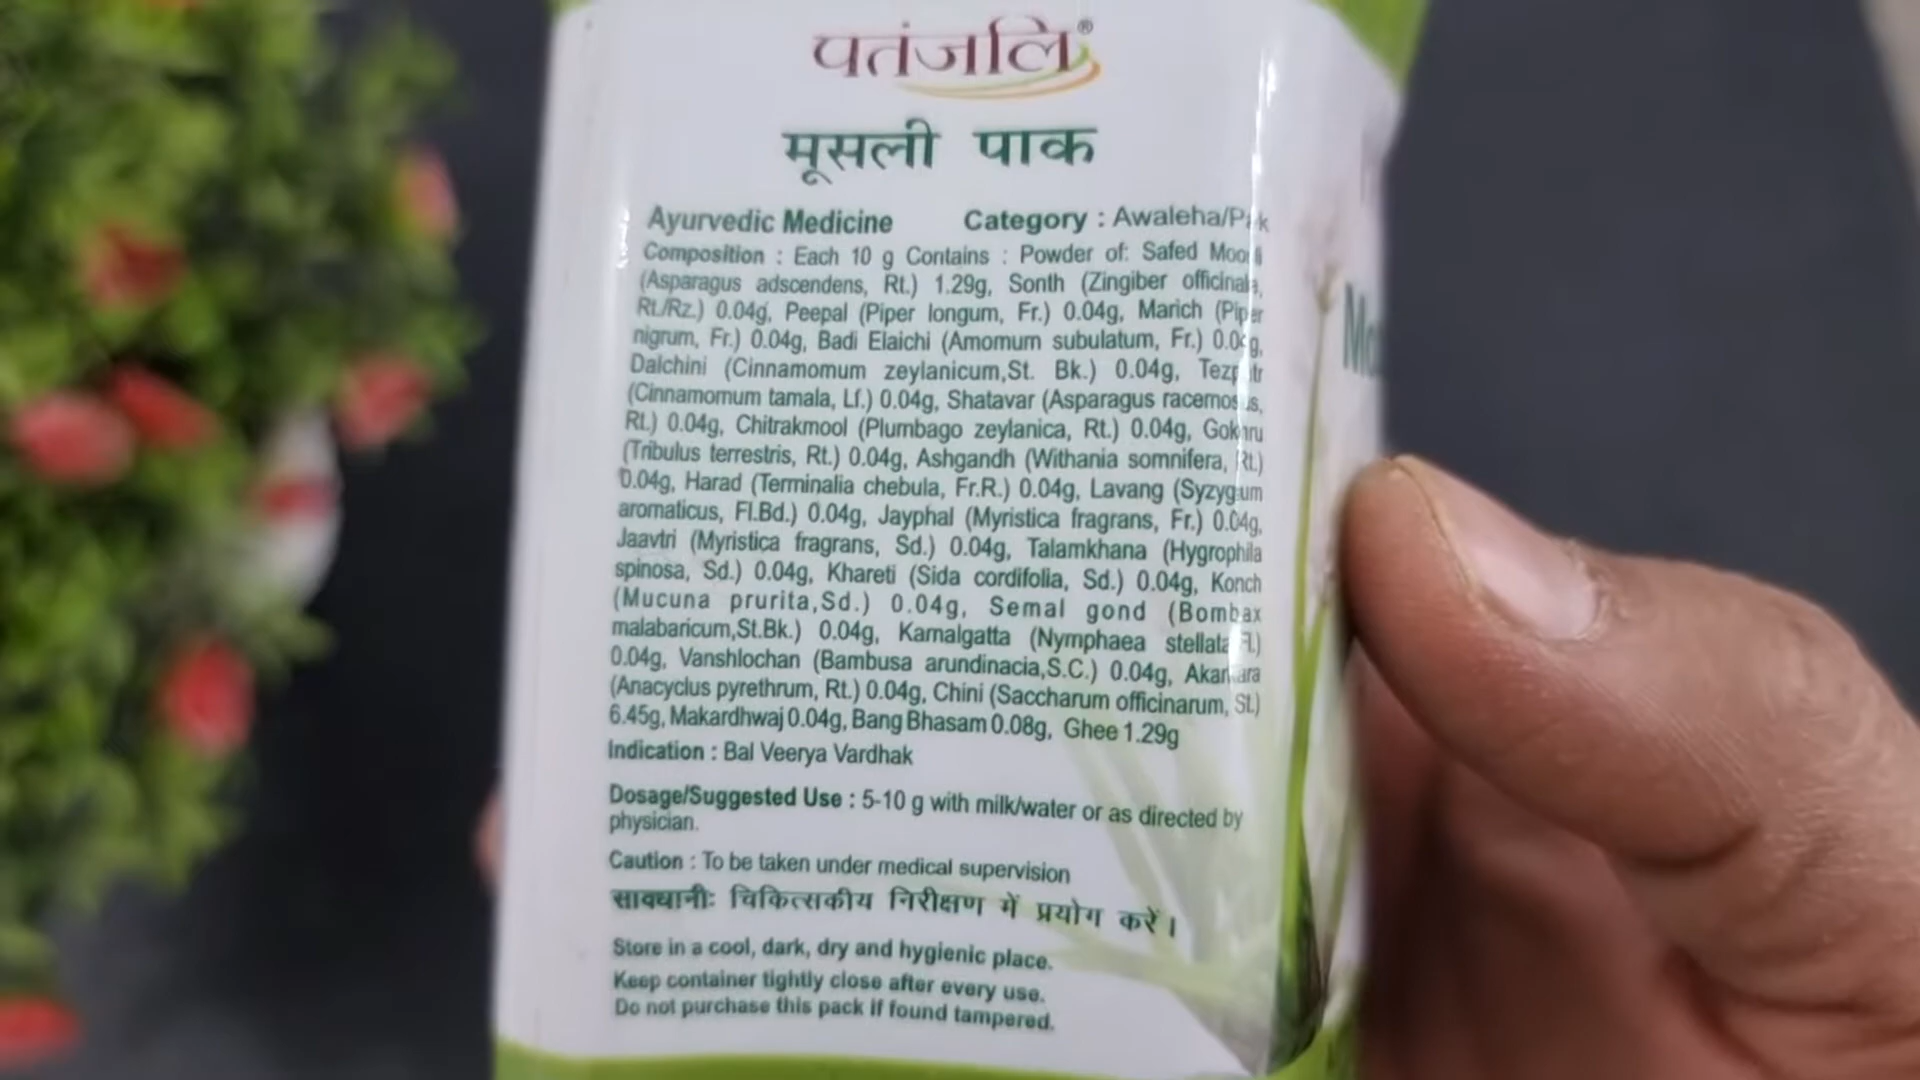 पतंजलि®
मूसली पाक
Ayurvedic Medicine Category : Awaleha/Pak
Composition : Each 10 g Contains : Powder of: Safed Moosli
(Asparagus adscendens, Rt.) 1.29g, Sonth (Zingiber officinale,
Rt./Rz.) 0.04g, Peepal (Piper longum, Fr.) 0.04g, Marich (Piper
nigrum, Fr.) 0.04g, Badi Elaichi (Amomum subulatum, Fr.) 0.04g,
Dalchini (Cinnamomum zeylanicum,St. Bk.) 0.04g, Tezpatr
(Cinnamomum tamala, Lf.) 0.04g, Shatavar (Asparagus racemosus,
Rt.) 0.04g, Chitrakmool (Plumbago zeylanica, Rt.) 0.04g, Gokhru
(Tribulus terrestris, Rt.) 0.04g, Ashgandh (Withania somnifera, Rt.)
0.04g, Harad (Terminalia chebula, Fr.R.) 0.04g, Lavang (Syzygium
aromaticus, Fl.Bd.) 0.04g, Jayphal (Myristica fragrans, Fr.) 0.04g,
Jaavtri (Myristica fragrans, Sd.) 0.04g, Talamkhana (Hygrophila
spinosa, Sd.) 0.04g, Khareti (Sida cordifolia, Sd.) 0.04g, Konch
(Mucuna prurita,Sd.) 0.04g, Semal gond (Bombax
malabaricum,St.Bk.) 0.04g, Kamalgatta (Nymphaea stellata Fl.)
0.04g, Vanshlochan (Bambusa arundinacia,S.C.) 0.04g, Akarkara
(Anacyclus pyrethrum, Rt.) 0.04g, Chini (Saccharum officinarum, St.)
6.45g, Makardhwaj 0.04g, Bang Bhasam 0.08g, Ghee 1.29g
Indication : Bal Veerya Vardhak
Dosage/Suggested Use : 5-10 g with milk/water or as directed by
physician.
Caution : To be taken under medical supervision
सावधानीः चिकित्सकीय निरीक्षण में प्रयोग करें।
Store in a cool, dark, dry and hygienic place.
Keep container tightly close after every use.
Do not purchase this pack if found tampered.